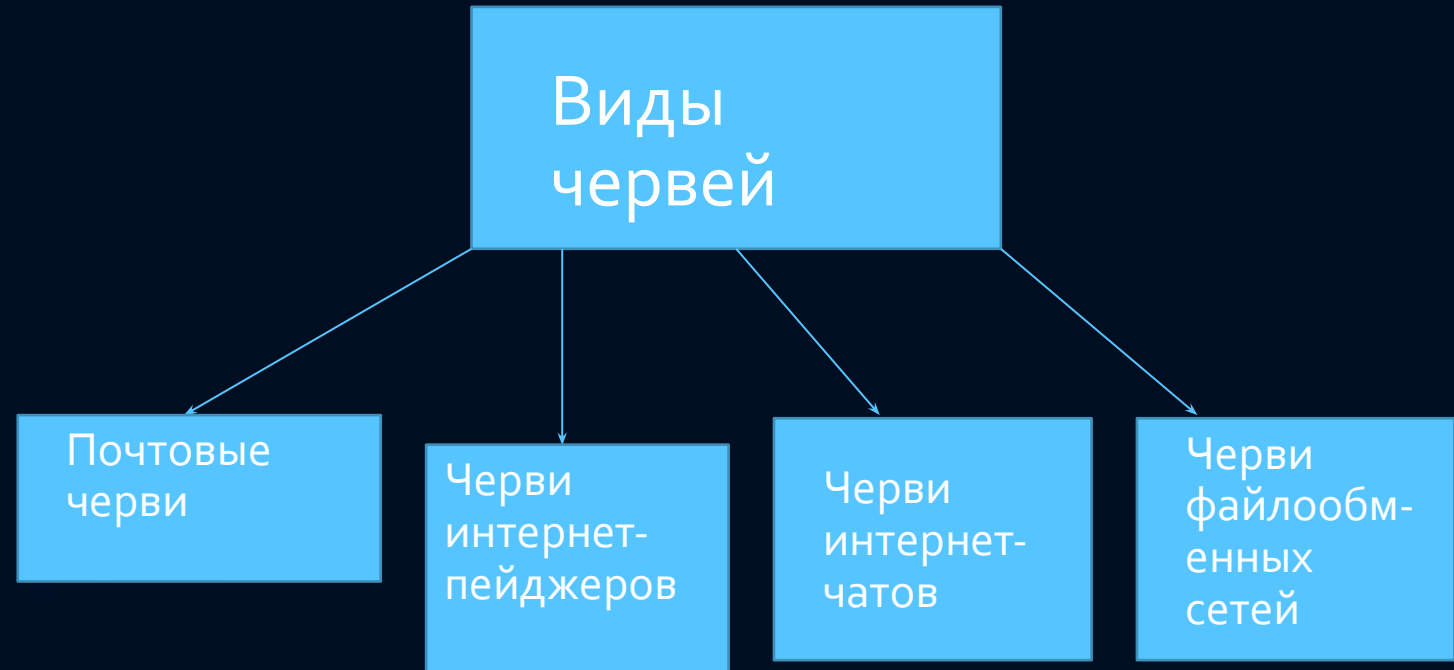 Виды
червей
Почтовые
черви
Черви
интернет-
пейджеров
Черви
интернет-
чатов
Черви
файлообм-
енных
сетей